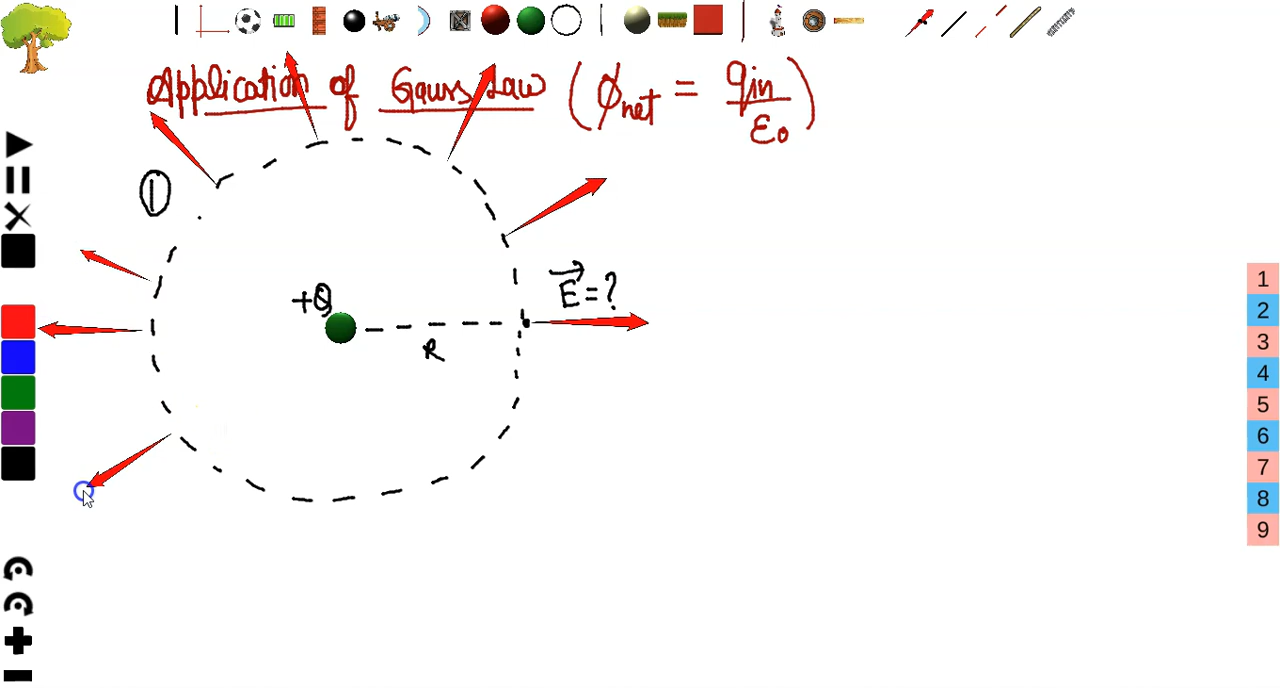 Application of Gauss Law (ϕnet = qin/ε₀)
①
E⃗ = ?
+Q
R
1
2
3
4
5
6
7
8
9